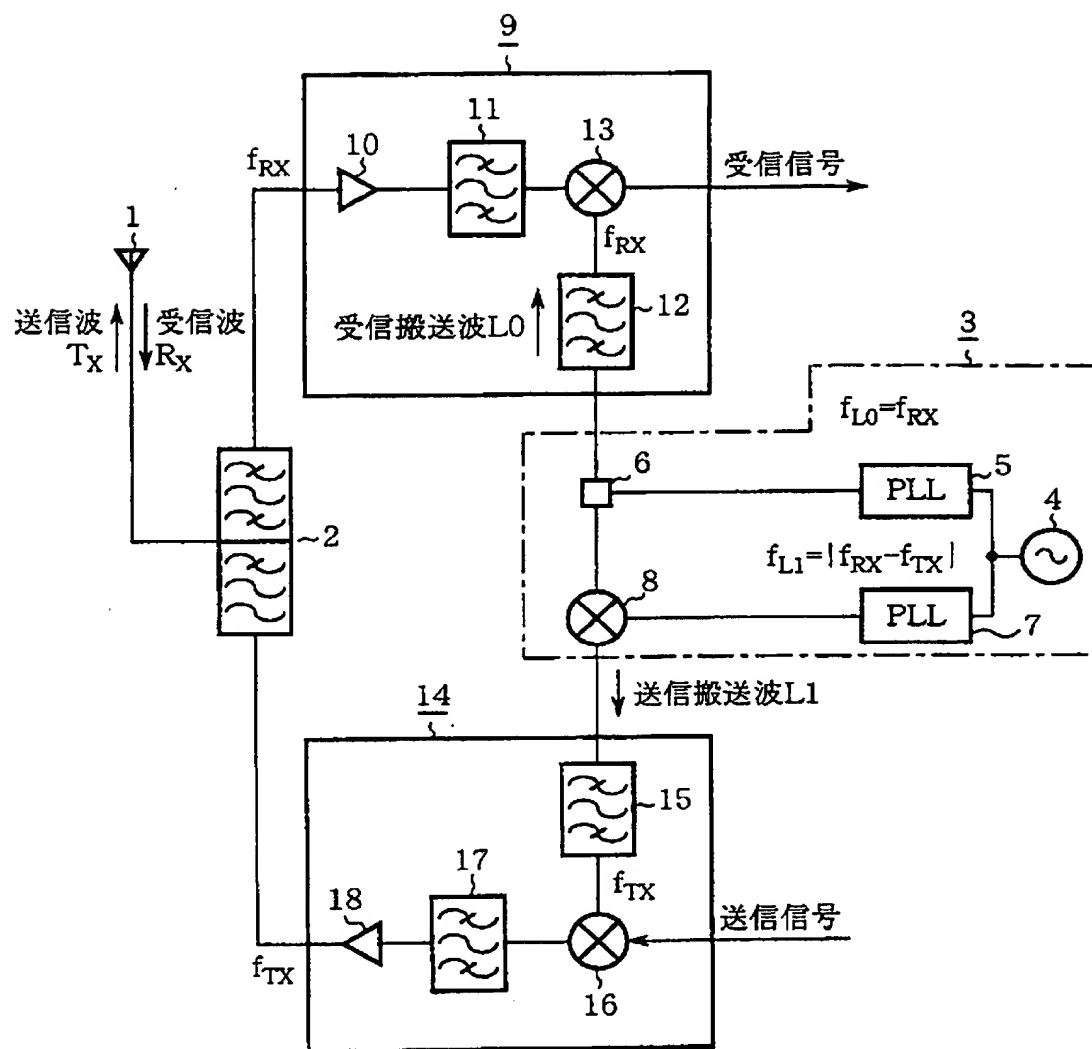 9
11
10
13
f_RX
受信信号
1
f_RX
送信波
T_X
受信波
R_X
受信搬送波L0
12
3
f_L0=f_RX
6
PLL
5
4
2
f_L1=|f_RX-f_TX|
8
PLL
7
送信搬送波L1
14
15
f_TX
17
18
送信信号
f_TX
16